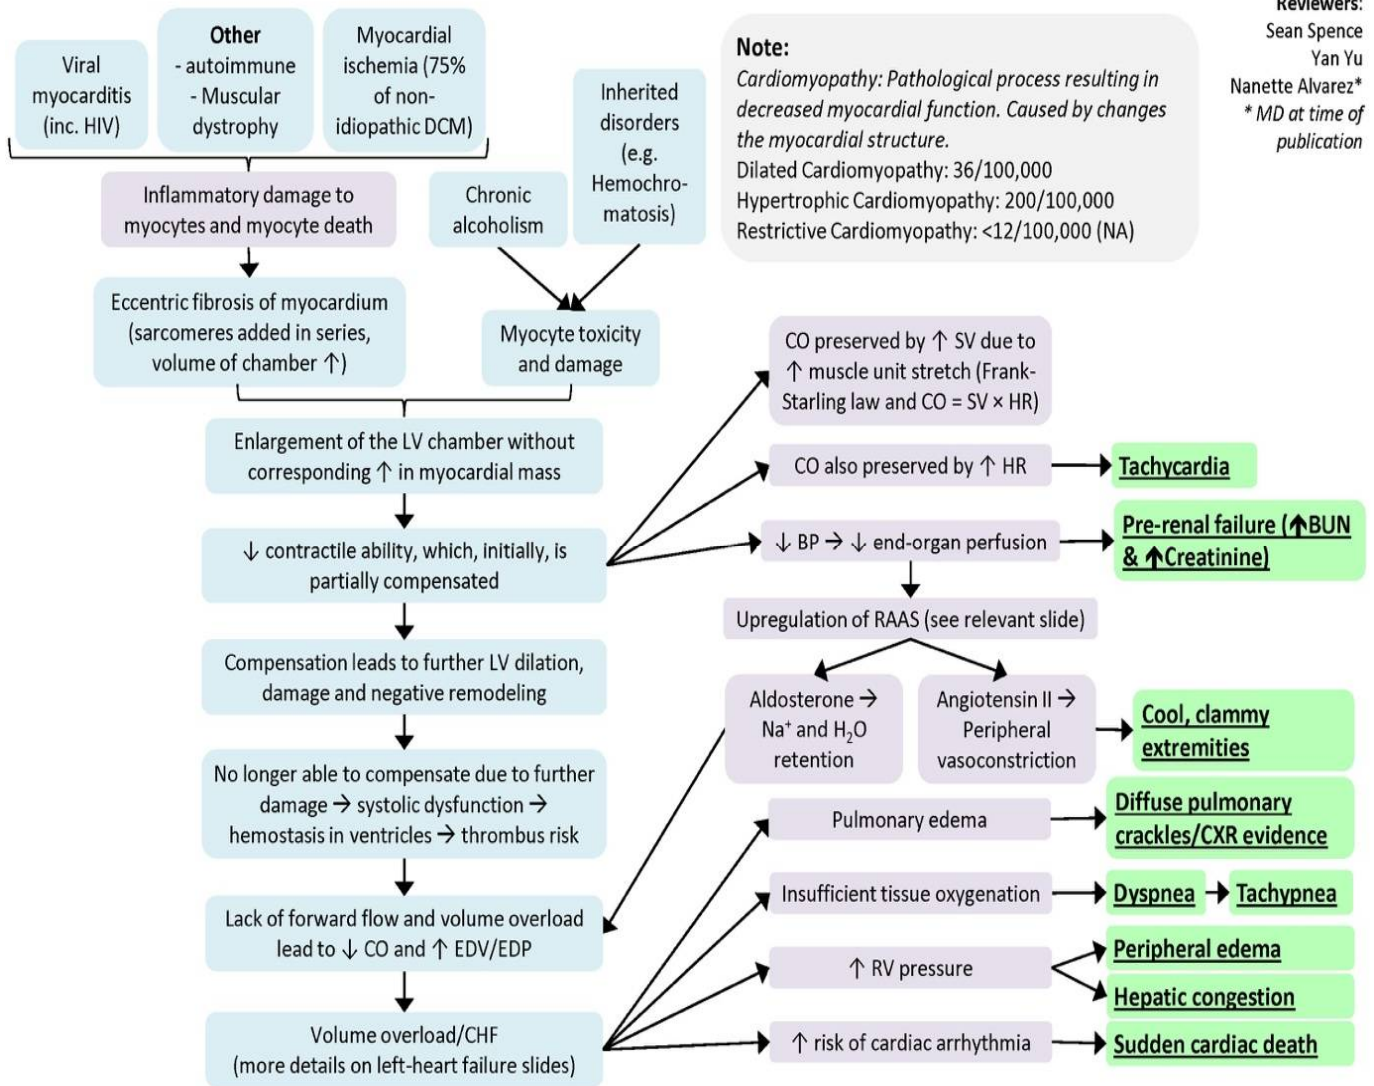 Reviewers:
Sean Spence
Yan Yu
Nanette Alvarez*
* MD at time of
publication
Viral
myocarditis
(inc. HIV)
Other
- autoimmune
- Muscular
dystrophy
Myocardial
ischemia (75%
of non-
idiopathic DCM)
Inherited
disorders
(e.g.
Hemochro-
matosis)
Note:
Cardiomyopathy: Pathological process resulting in
decreased myocardial function. Caused by changes
the myocardial structure.
Dilated Cardiomyopathy: 36/100,000
Hypertrophic Cardiomyopathy: 200/100,000
Restrictive Cardiomyopathy: <12/100,000 (NA)
Inflammatory damage to
myocytes and myocyte death
Chronic
alcoholism
Eccentric fibrosis of myocardium
(sarcomeres added in series,
volume of chamber ↑)
Myocyte toxicity
and damage
Enlargement of the LV chamber without
corresponding ↑ in myocardial mass
↓ contractile ability, which, initially, is
partially compensated
CO preserved by ↑ SV due to
↑ muscle unit stretch (Frank-
Starling law and CO = SV × HR)
CO also preserved by ↑ HR
Tachycardia
↓ BP → ↓ end-organ perfusion
Pre-renal failure (↑BUN
& ↑Creatinine)
Upregulation of RAAS (see relevant slide)
Compensation leads to further LV dilation,
damage and negative remodeling
Aldosterone →
Na⁺ and H₂O
retention
Angiotensin II →
Peripheral
vasoconstriction
Cool, clammy
extremities
No longer able to compensate due to further
damage → systolic dysfunction →
hemostasis in ventricles → thrombus risk
Pulmonary edema
Diffuse pulmonary
crackles/CXR evidence
Insufficient tissue oxygenation
Dyspnea
Tachypnea
Lack of forward flow and volume overload
lead to ↓ CO and ↑ EDV/EDP
↑ RV pressure
Peripheral edema
Hepatic congestion
Volume overload/CHF
(more details on left-heart failure slides)
↑ risk of cardiac arrhythmia
Sudden cardiac death